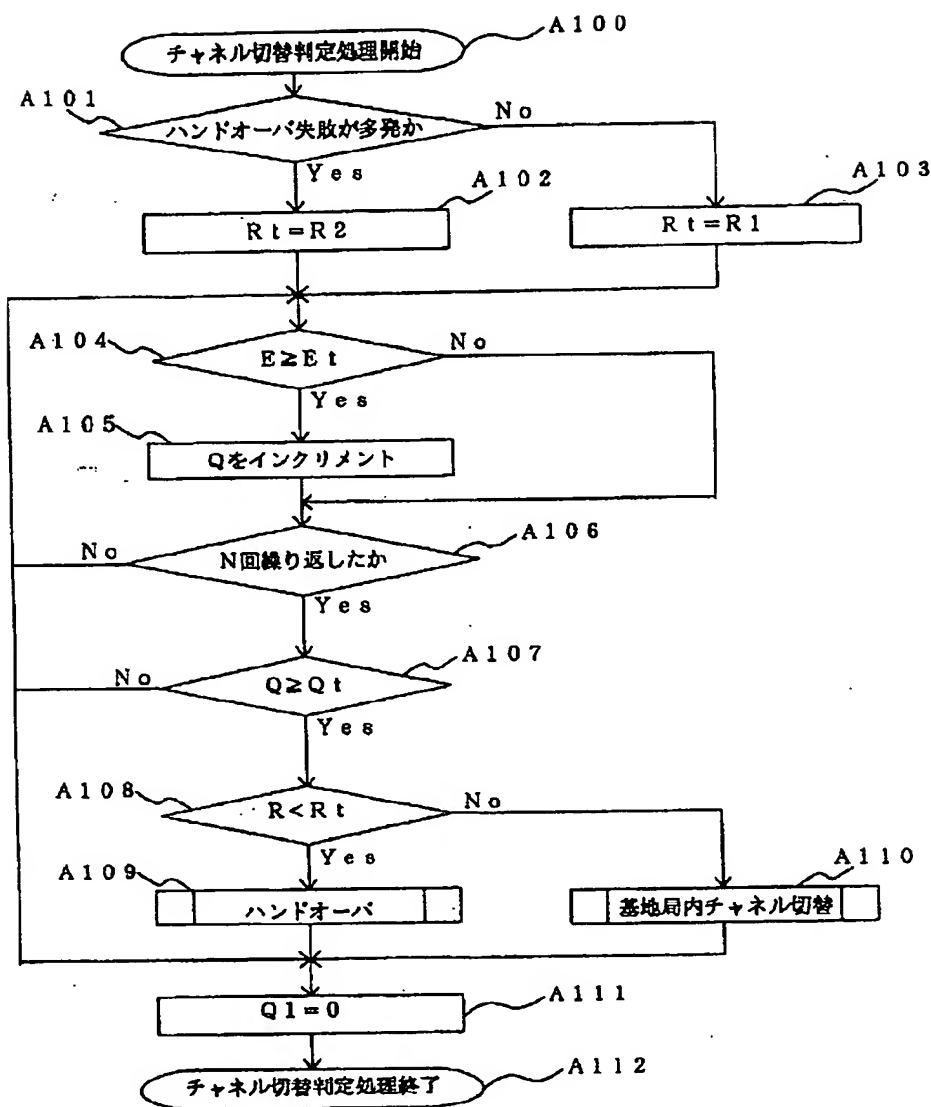 A100
チャネル切替判定処理開始
A101
ハンドオーバ失敗が多発か
No
Yes
A102
A103
Rt=R2
Rt=R1
A104
E≧Et
No
Yes
A105
Qをインクリメント
A106
N回繰り返したか
No
Yes
A107
Q≧Qt
No
Yes
A108
R<Rt
No
Yes
A109
A110
ハンドオーバ
基地局内チャネル切替
A111
Q1=0
A112
チャネル切替判定処理終了